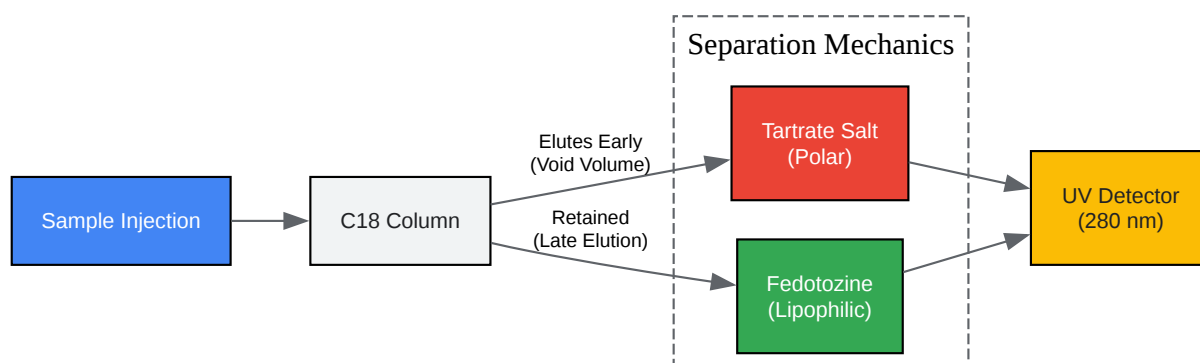 Separation Mechanics
Sample Injection
C18 Column
Elutes Early
(Void Volume)
Retained
(Late Elution)
Tartrate Salt
(Polar)
Fedotozine
(Lipophilic)
UV Detector
(280 nm)